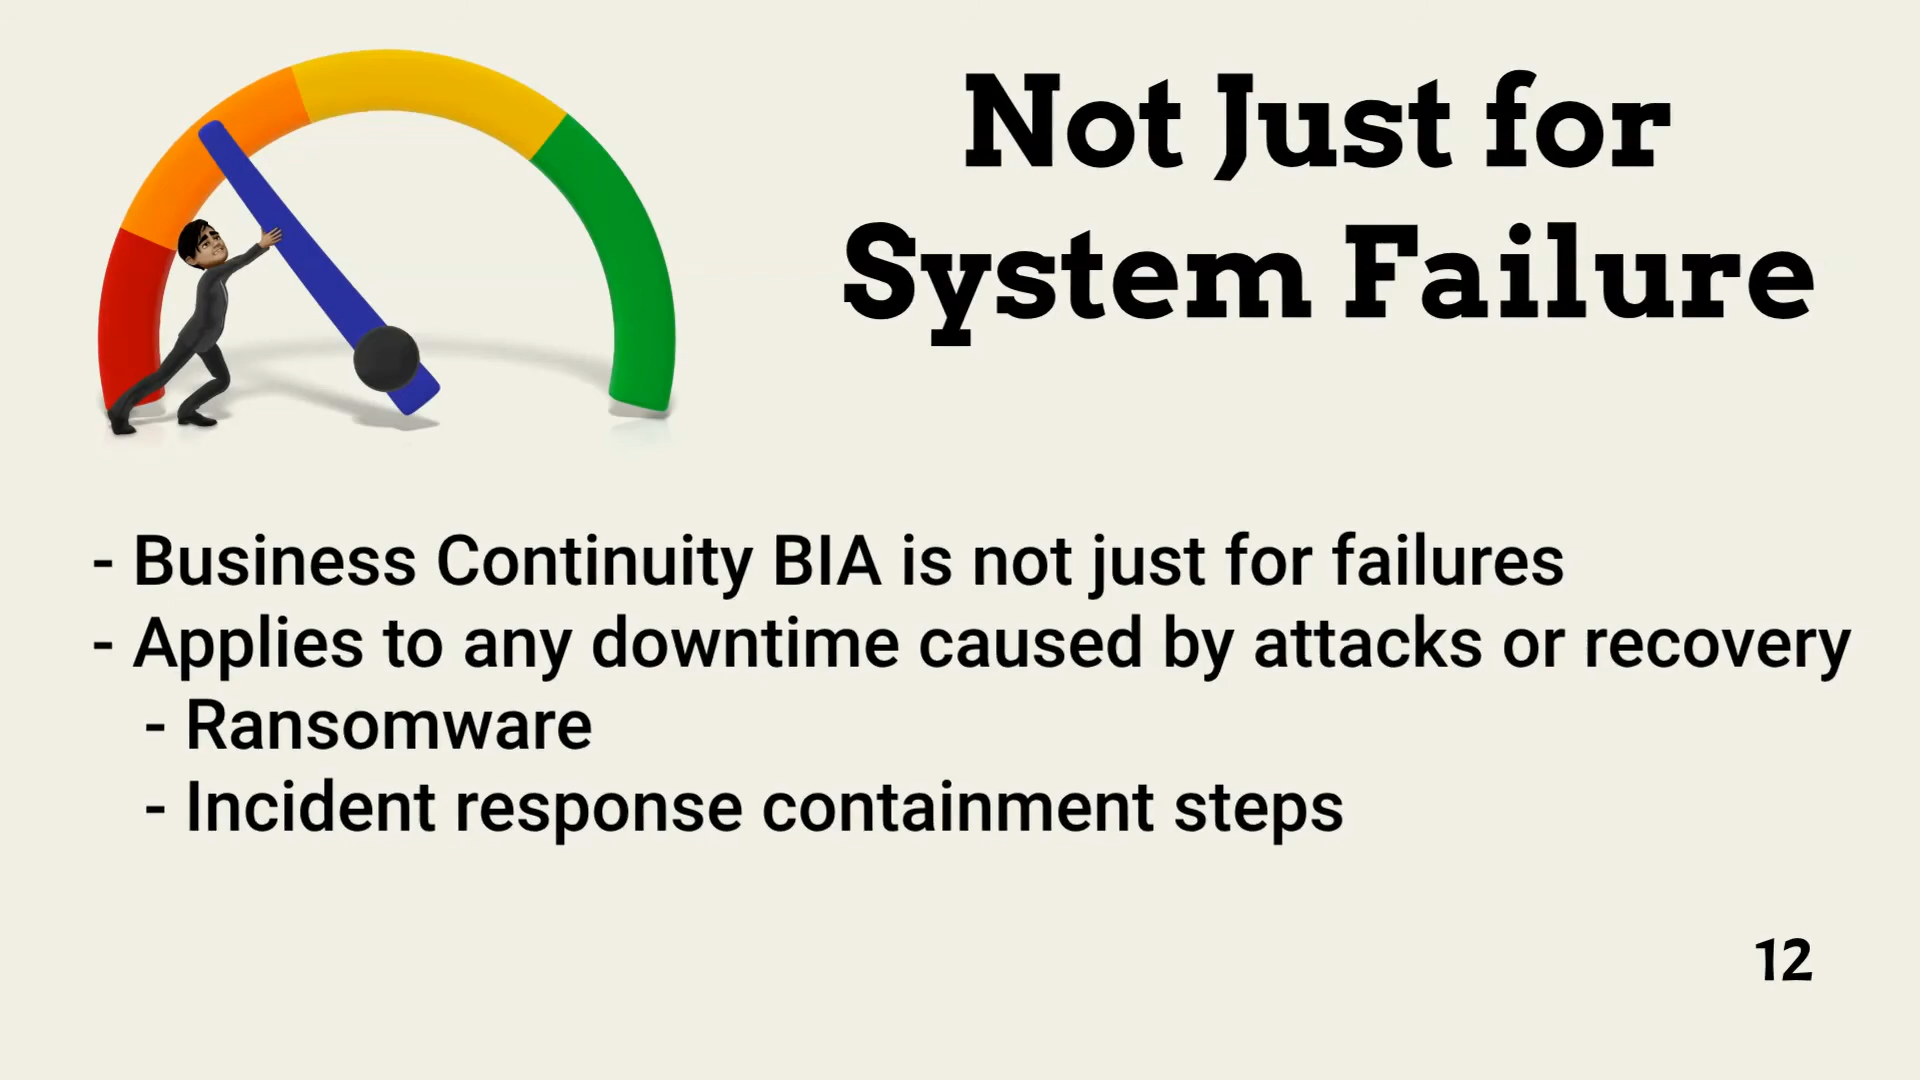 Not Just for
System Failure
- Business Continuity BIA is not just for failures
- Applies to any downtime caused by attacks or recovery
- Ransomware
- Incident response containment steps
12